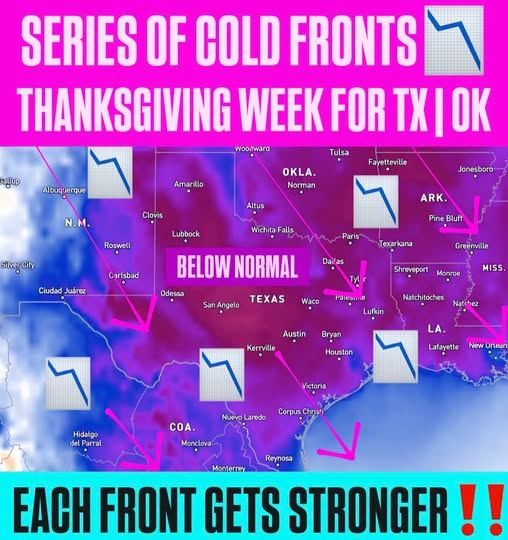 SERIES OF COLD FRONTS
THANKSGIVING WEEK FOR TX | OK
Woodward
Tulsa
Fayetteville
Jonesboro
OKLA.
Norman
Amarillo
Albuquerque
ARK.
Altus
Pine Bluff
Clovis
N.M.
Lubbock
Wichita Falls
Paris
Texarkana
Greenville
Roswell
BELOW NORMAL
Dallas
Tyler
Shreveport
Monroe
MISS.
Silver City
Carlsbad
Ciudad Juárez
Odessa
San Angelo
TEXAS
Waco
Palestine
Lufkin
Natchitoches
Natchez
Austin
Bryan
LA.
Kerrville
Houston
Lafayette
New Orleans
Victoria
COA.
Nuevo Laredo
Corpus Christi
Hidalgo
del Parral
Monclova
Reynosa
Monterrey
EACH FRONT GETS STRONGER‼️